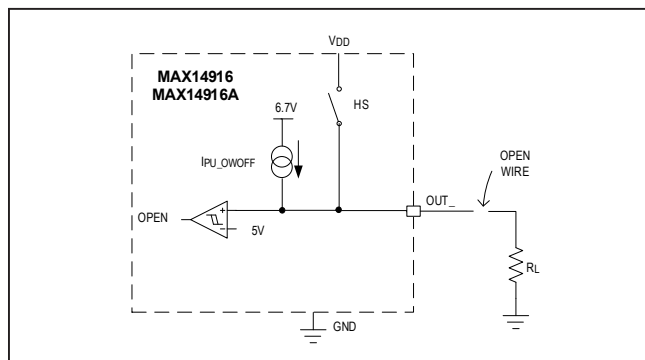 VDD
MAX14916
MAX14916A
HS
6.7V
IPU_OWOFF
OPEN
WIRE
OUT_
OPEN
+
−
5V
RL
GND